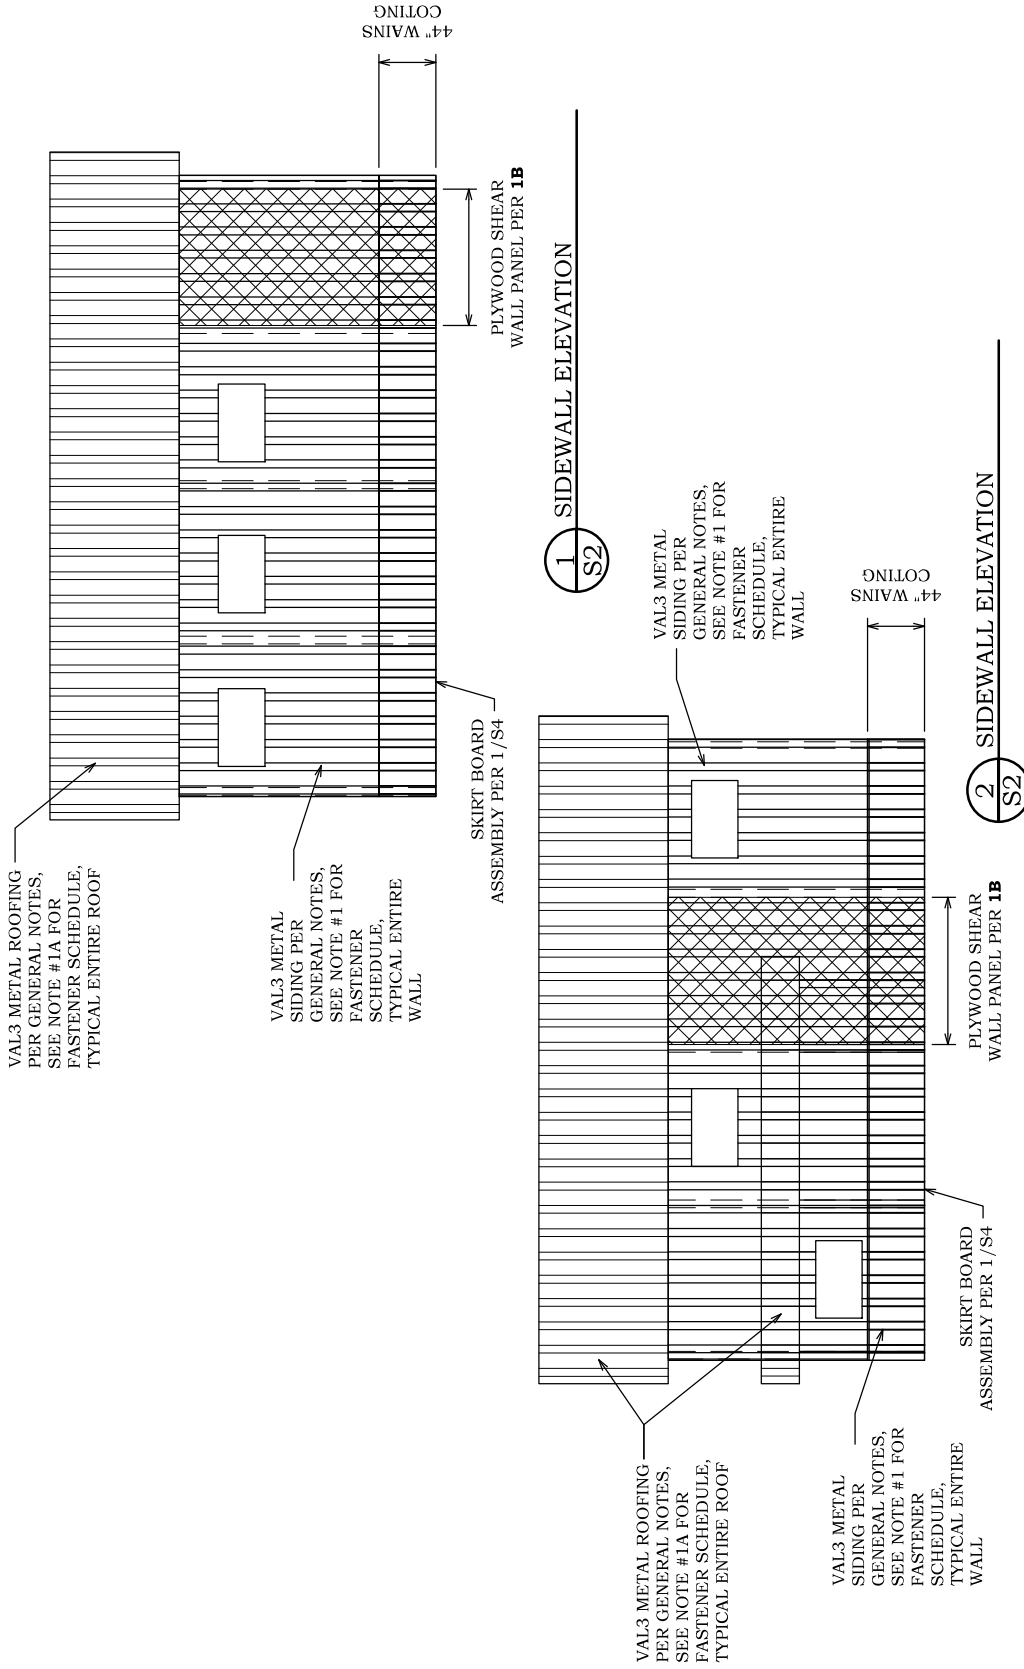 VAL3 METAL ROOFING
PER GENERAL NOTES,
SEE NOTE #1A FOR
FASTENER SCHEDULE,
TYPICAL ENTIRE ROOF
VAL3 METAL
SIDING PER
GENERAL NOTES,
SEE NOTE #1 FOR
FASTENER
SCHEDULE,
TYPICAL ENTIRE
WALL
SKIRT BOARD
ASSEMBLY PER 1/S4
PLYWOOD SHEAR
WALL PANEL PER 1B
44" WAINS
COTING
1
S2
SIDEWALL ELEVATION
VAL3 METAL ROOFING
PER GENERAL NOTES,
SEE NOTE #1A FOR
FASTENER SCHEDULE,
TYPICAL ENTIRE ROOF
VAL3 METAL
SIDING PER
GENERAL NOTES,
SEE NOTE #1 FOR
FASTENER
SCHEDULE,
TYPICAL ENTIRE
WALL
SKIRT BOARD
ASSEMBLY PER 1/S4
PLYWOOD SHEAR
WALL PANEL PER 1B
VAL3 METAL
SIDING PER
GENERAL NOTES,
SEE NOTE #1 FOR
FASTENER
SCHEDULE,
TYPICAL ENTIRE
WALL
44" WAINS
COTING
2
S2
SIDEWALL ELEVATION